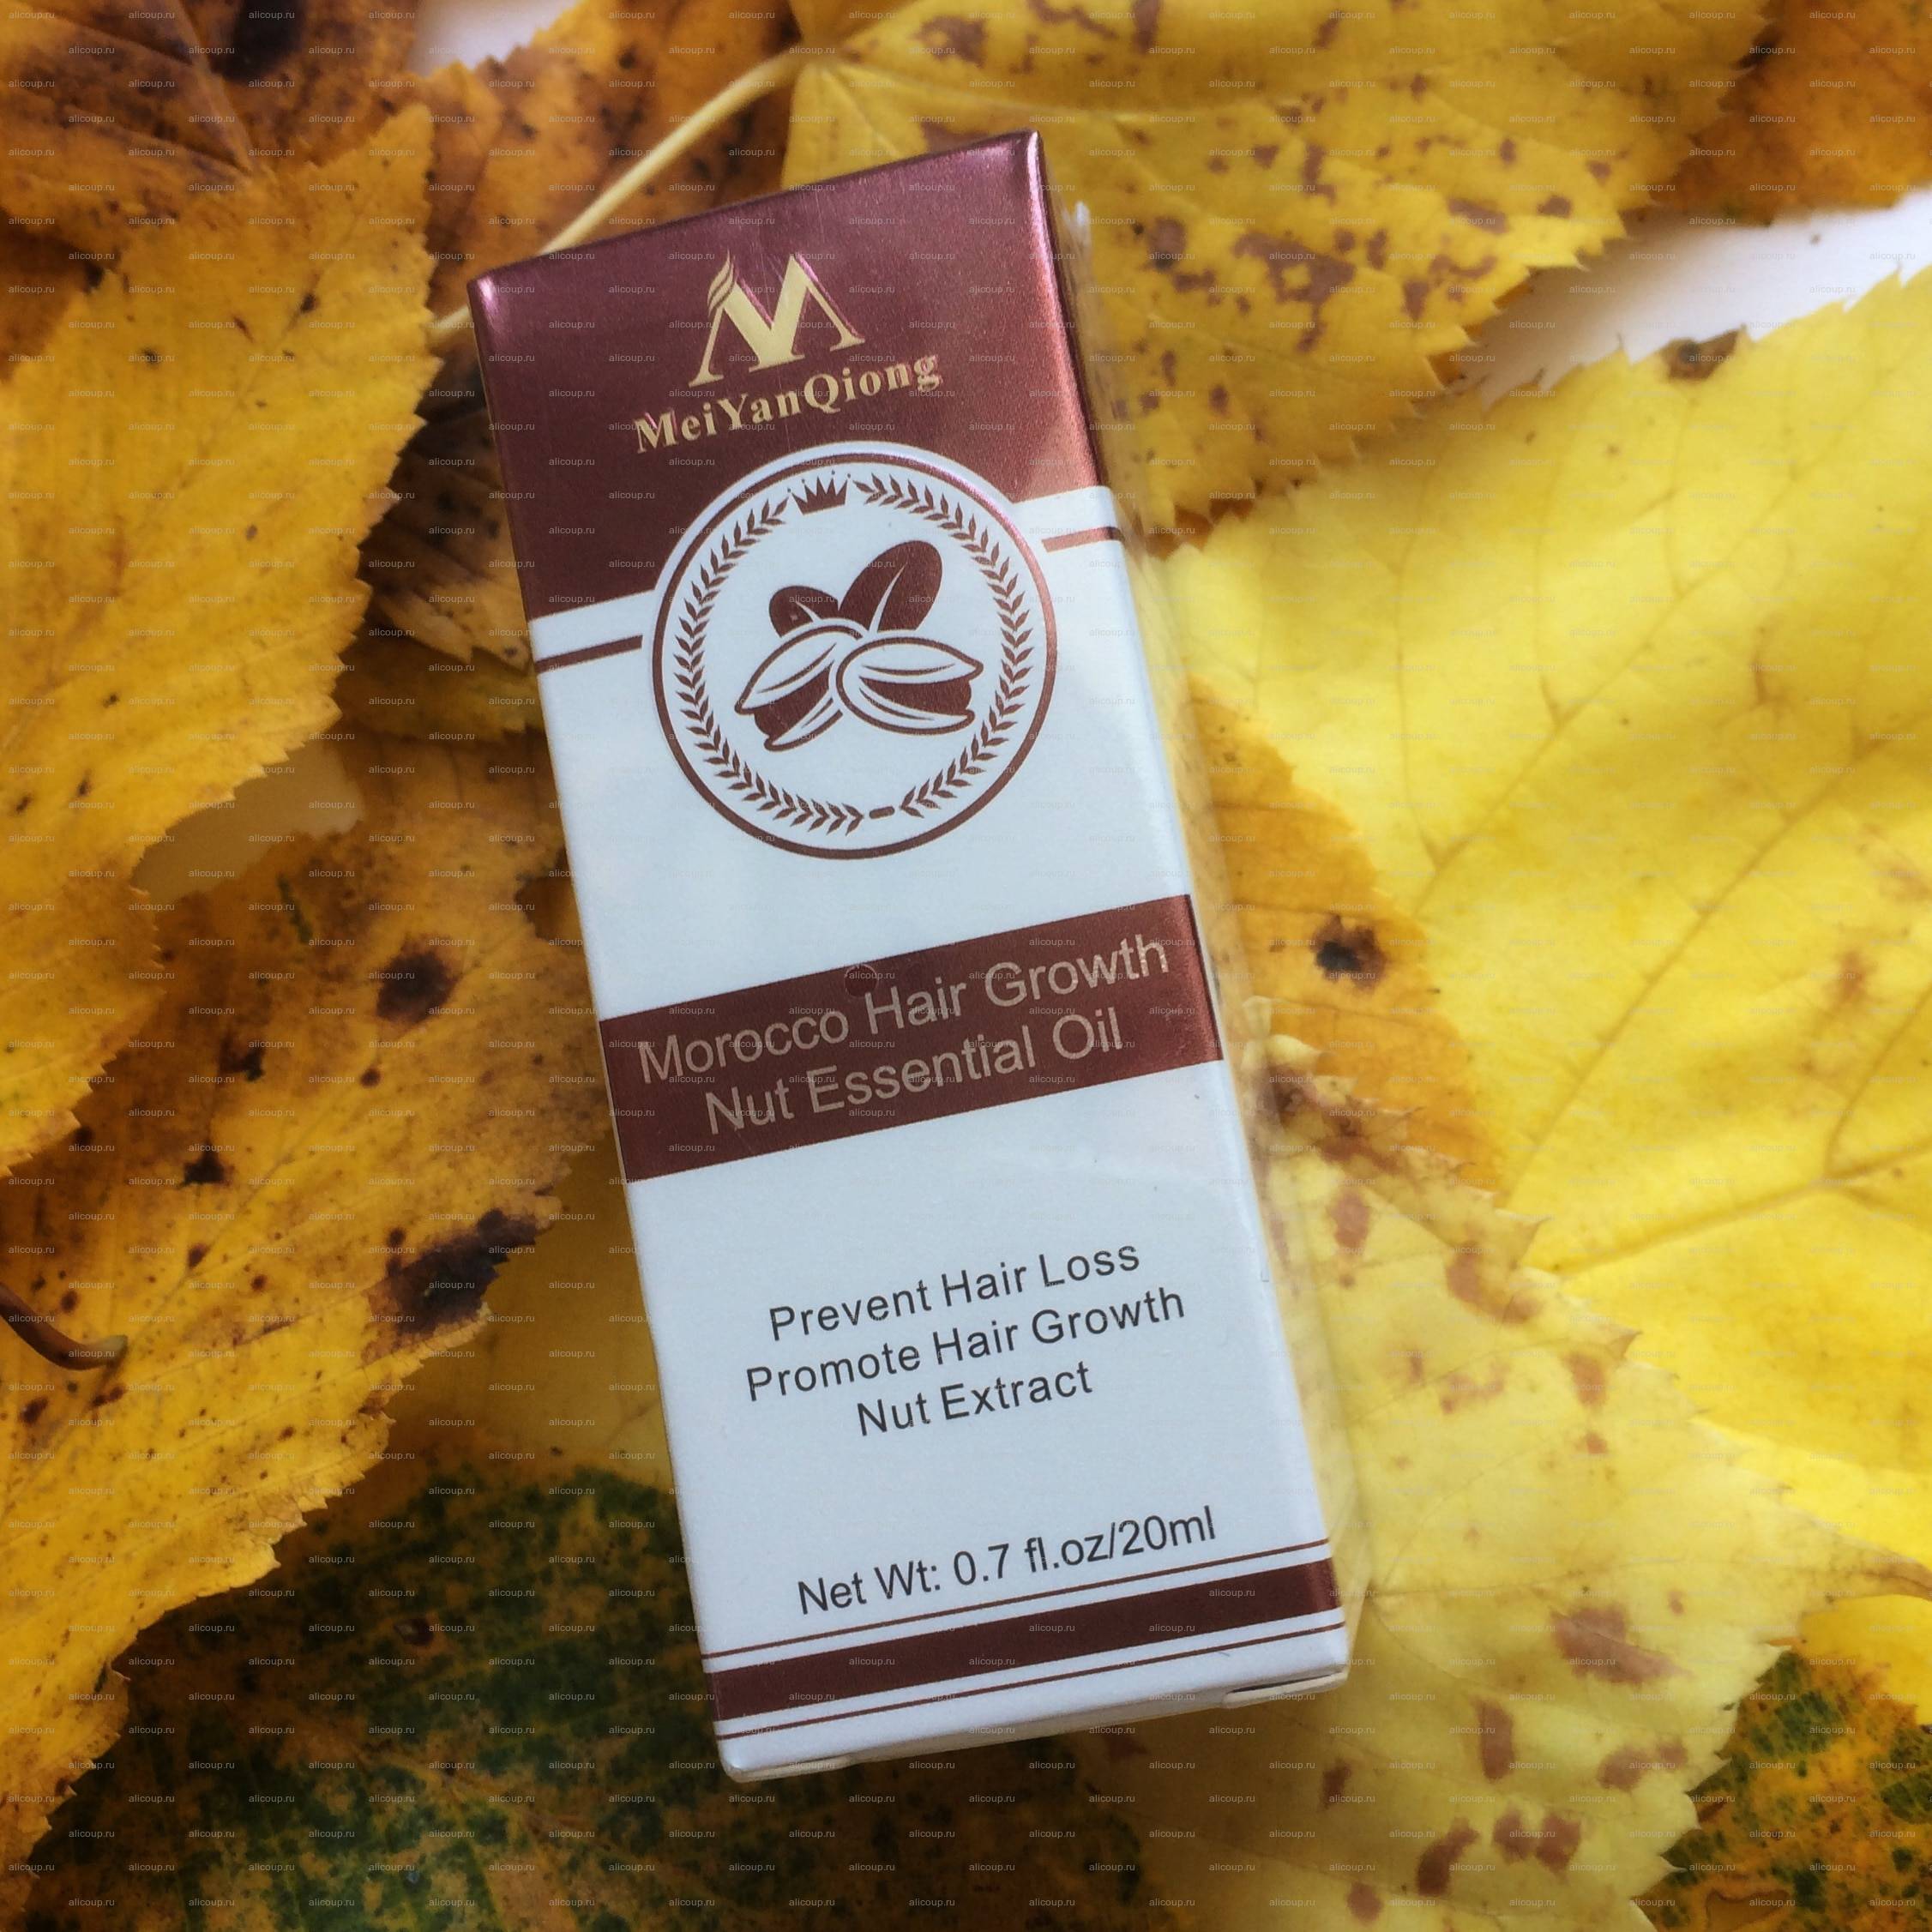 MeiYanQiong
Morocco Hair Growth
Nut Essential Oil
Prevent Hair Loss
Promote Hair Growth
Nut Extract
Net Wt: 0.7 fl.oz/20ml
alicoup.ru